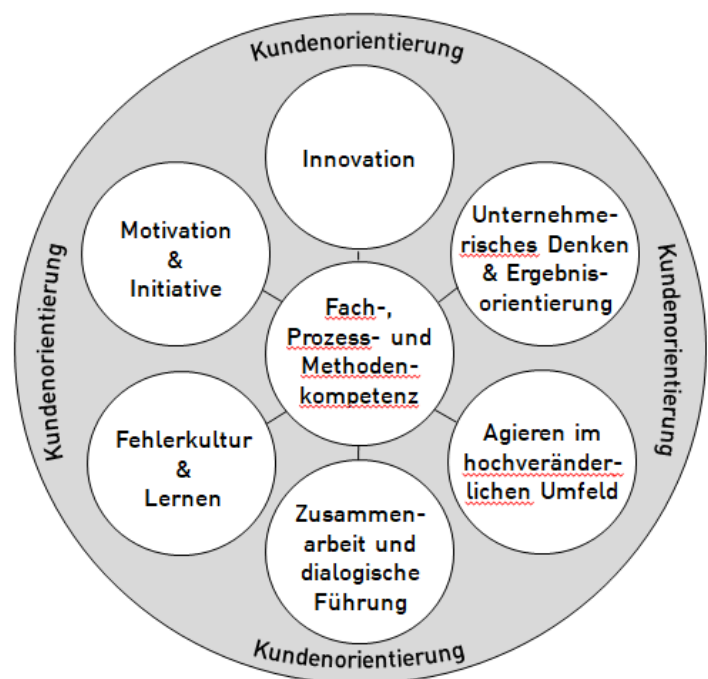 Kundenorientierung
Innovation
Motivation
&
Initiative
Unternehme-
risches Denken
& Ergebnis-
orientierung
Kundenorientierung
Kundenorientierung
Fach-,
Prozess- und
Methoden-
kompetenz
Fehlerkultur
&
Lernen
Agieren im
hochveränder-
lichen Umfeld
Zusammen-
arbeit und
dialogische
Führung
Kundenorientierung